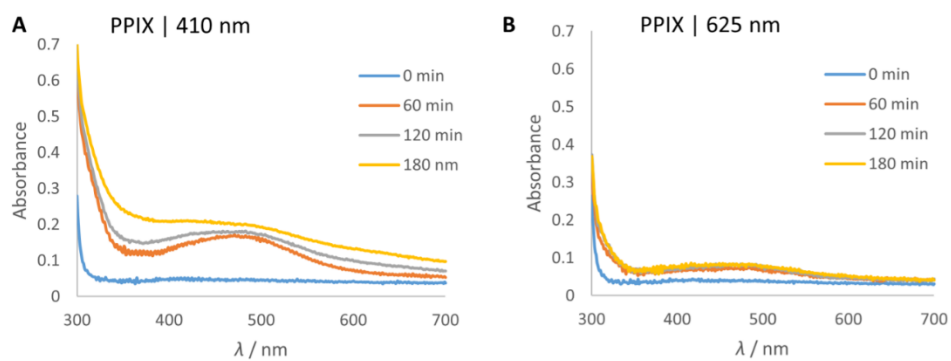 A
PPIX | 410 nm
0.7
0.6
0.5
0.4
0.3
0.2
0.1
0
Absorbance
0 min
60 min
120 min
180 nm
300
400
500
600
700
λ / nm
B
PPIX | 625 nm
0.7
0.6
0.5
0.4
0.3
0.2
0.1
0
Absorbance
0 min
60 min
120 min
180 min
300
400
500
600
700
λ / nm